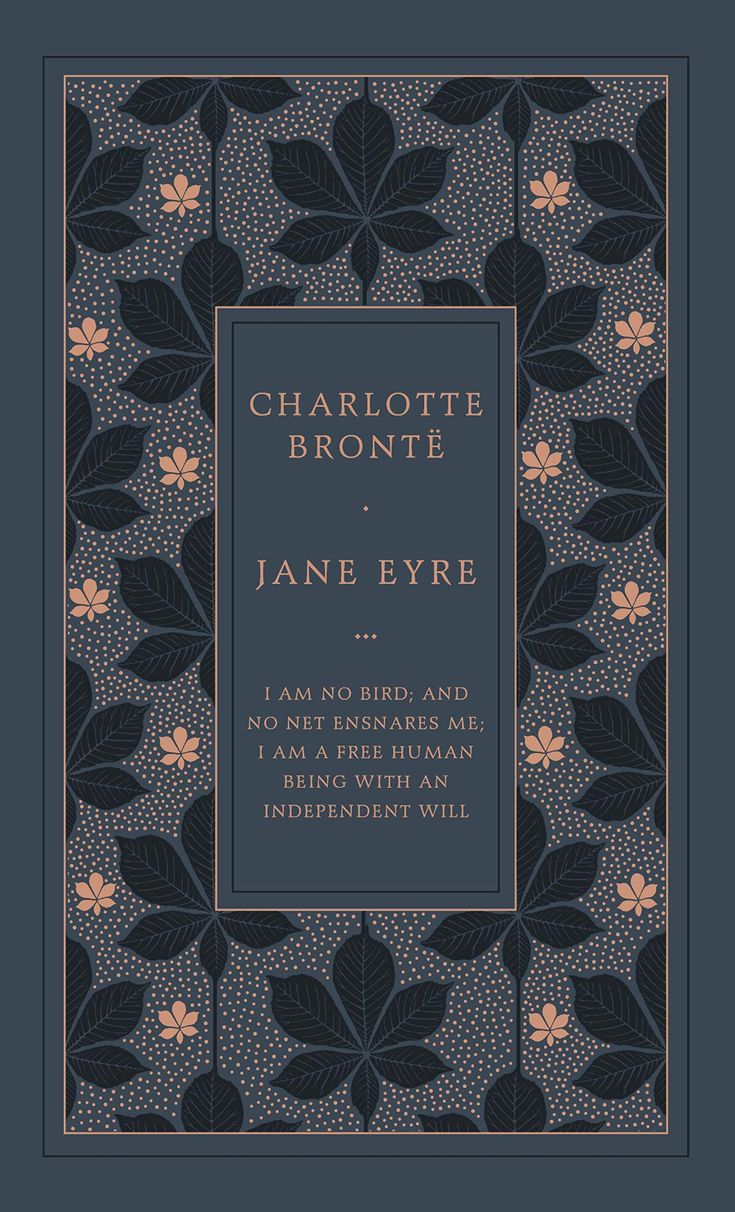 CHARLOTTE
BRONTË
JANE EYRE
I AM NO BIRD; AND
NO NET ENSNARES ME;
I AM A FREE HUMAN
BEING WITH AN
INDEPENDENT WILL